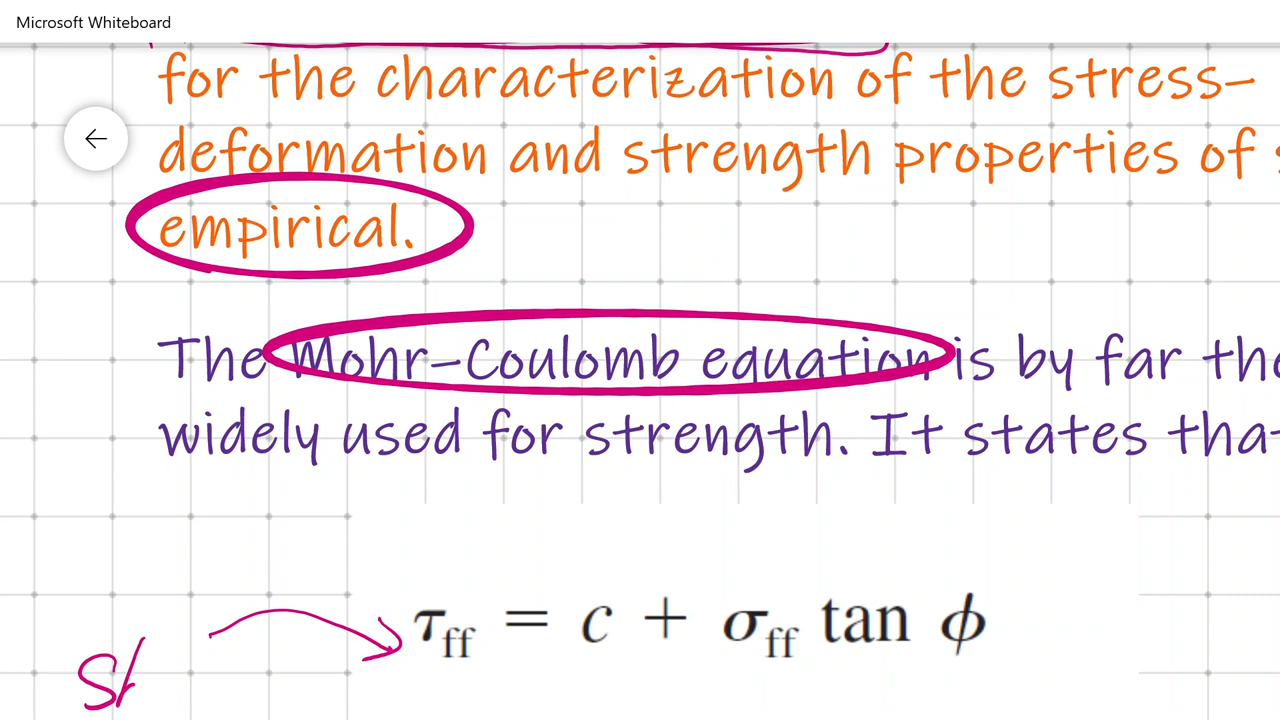 Microsoft Whiteboard
for the characterization of the stress-
deformation and strength properties of
empirical.
The Mohr-Coulomb equation is by far the
widely used for strength. It states that
τff = c + σff tan ϕ